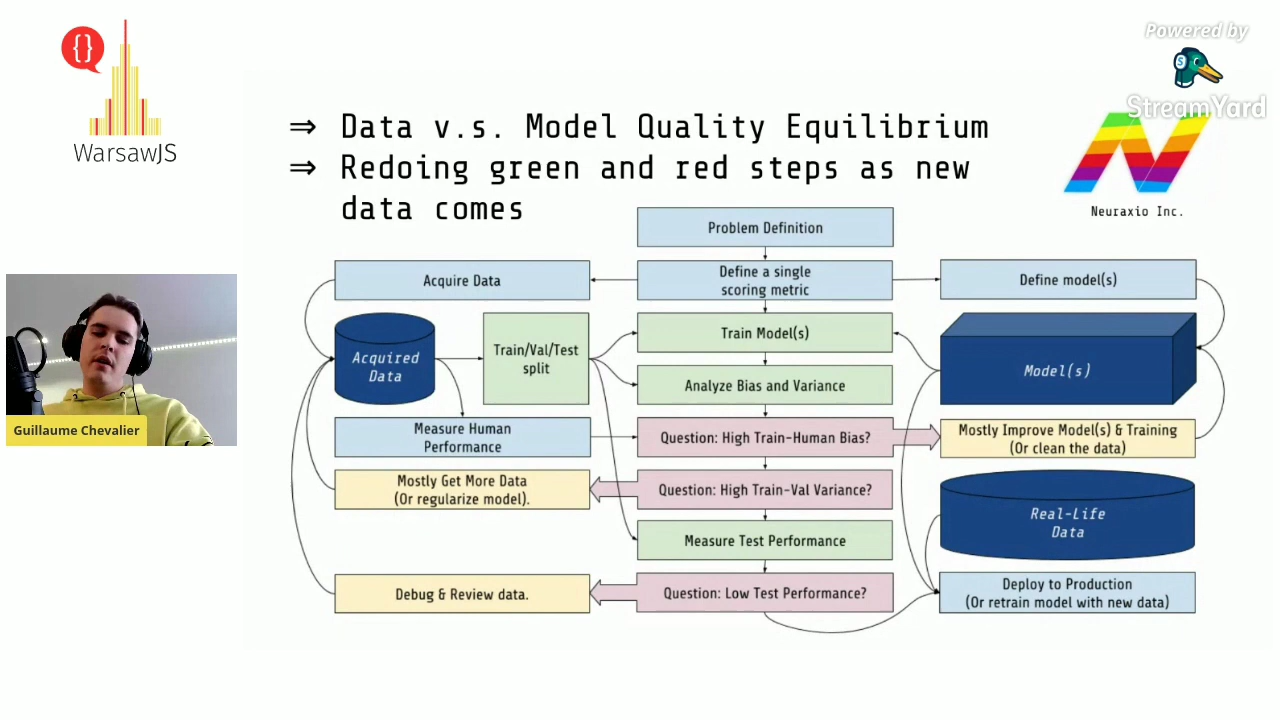 {}
WarsawJS
Powered by
StreamYard
⇒ Data v.s. Model Quality Equilibrium
⇒ Redoing green and red steps as new
data comes
Neuraxio Inc.
Problem Definition
Acquire Data
Define a single
scoring metric
Define model(s)
Acquired
Data
Train/Val/Test
split
Train Model(s)
Model(s)
Analyze Bias and Variance
Measure Human
Performance
Question: High Train-Human Bias?
Mostly Improve Model(s) & Training
(Or clean the data)
Mostly Get More Data
(Or regularize model).
Question: High Train-Val Variance?
Real-Life
Data
Measure Test Performance
Debug & Review data.
Question: Low Test Performance?
Deploy to Production
(Or retrain model with new data)
Guillaume Chevalier